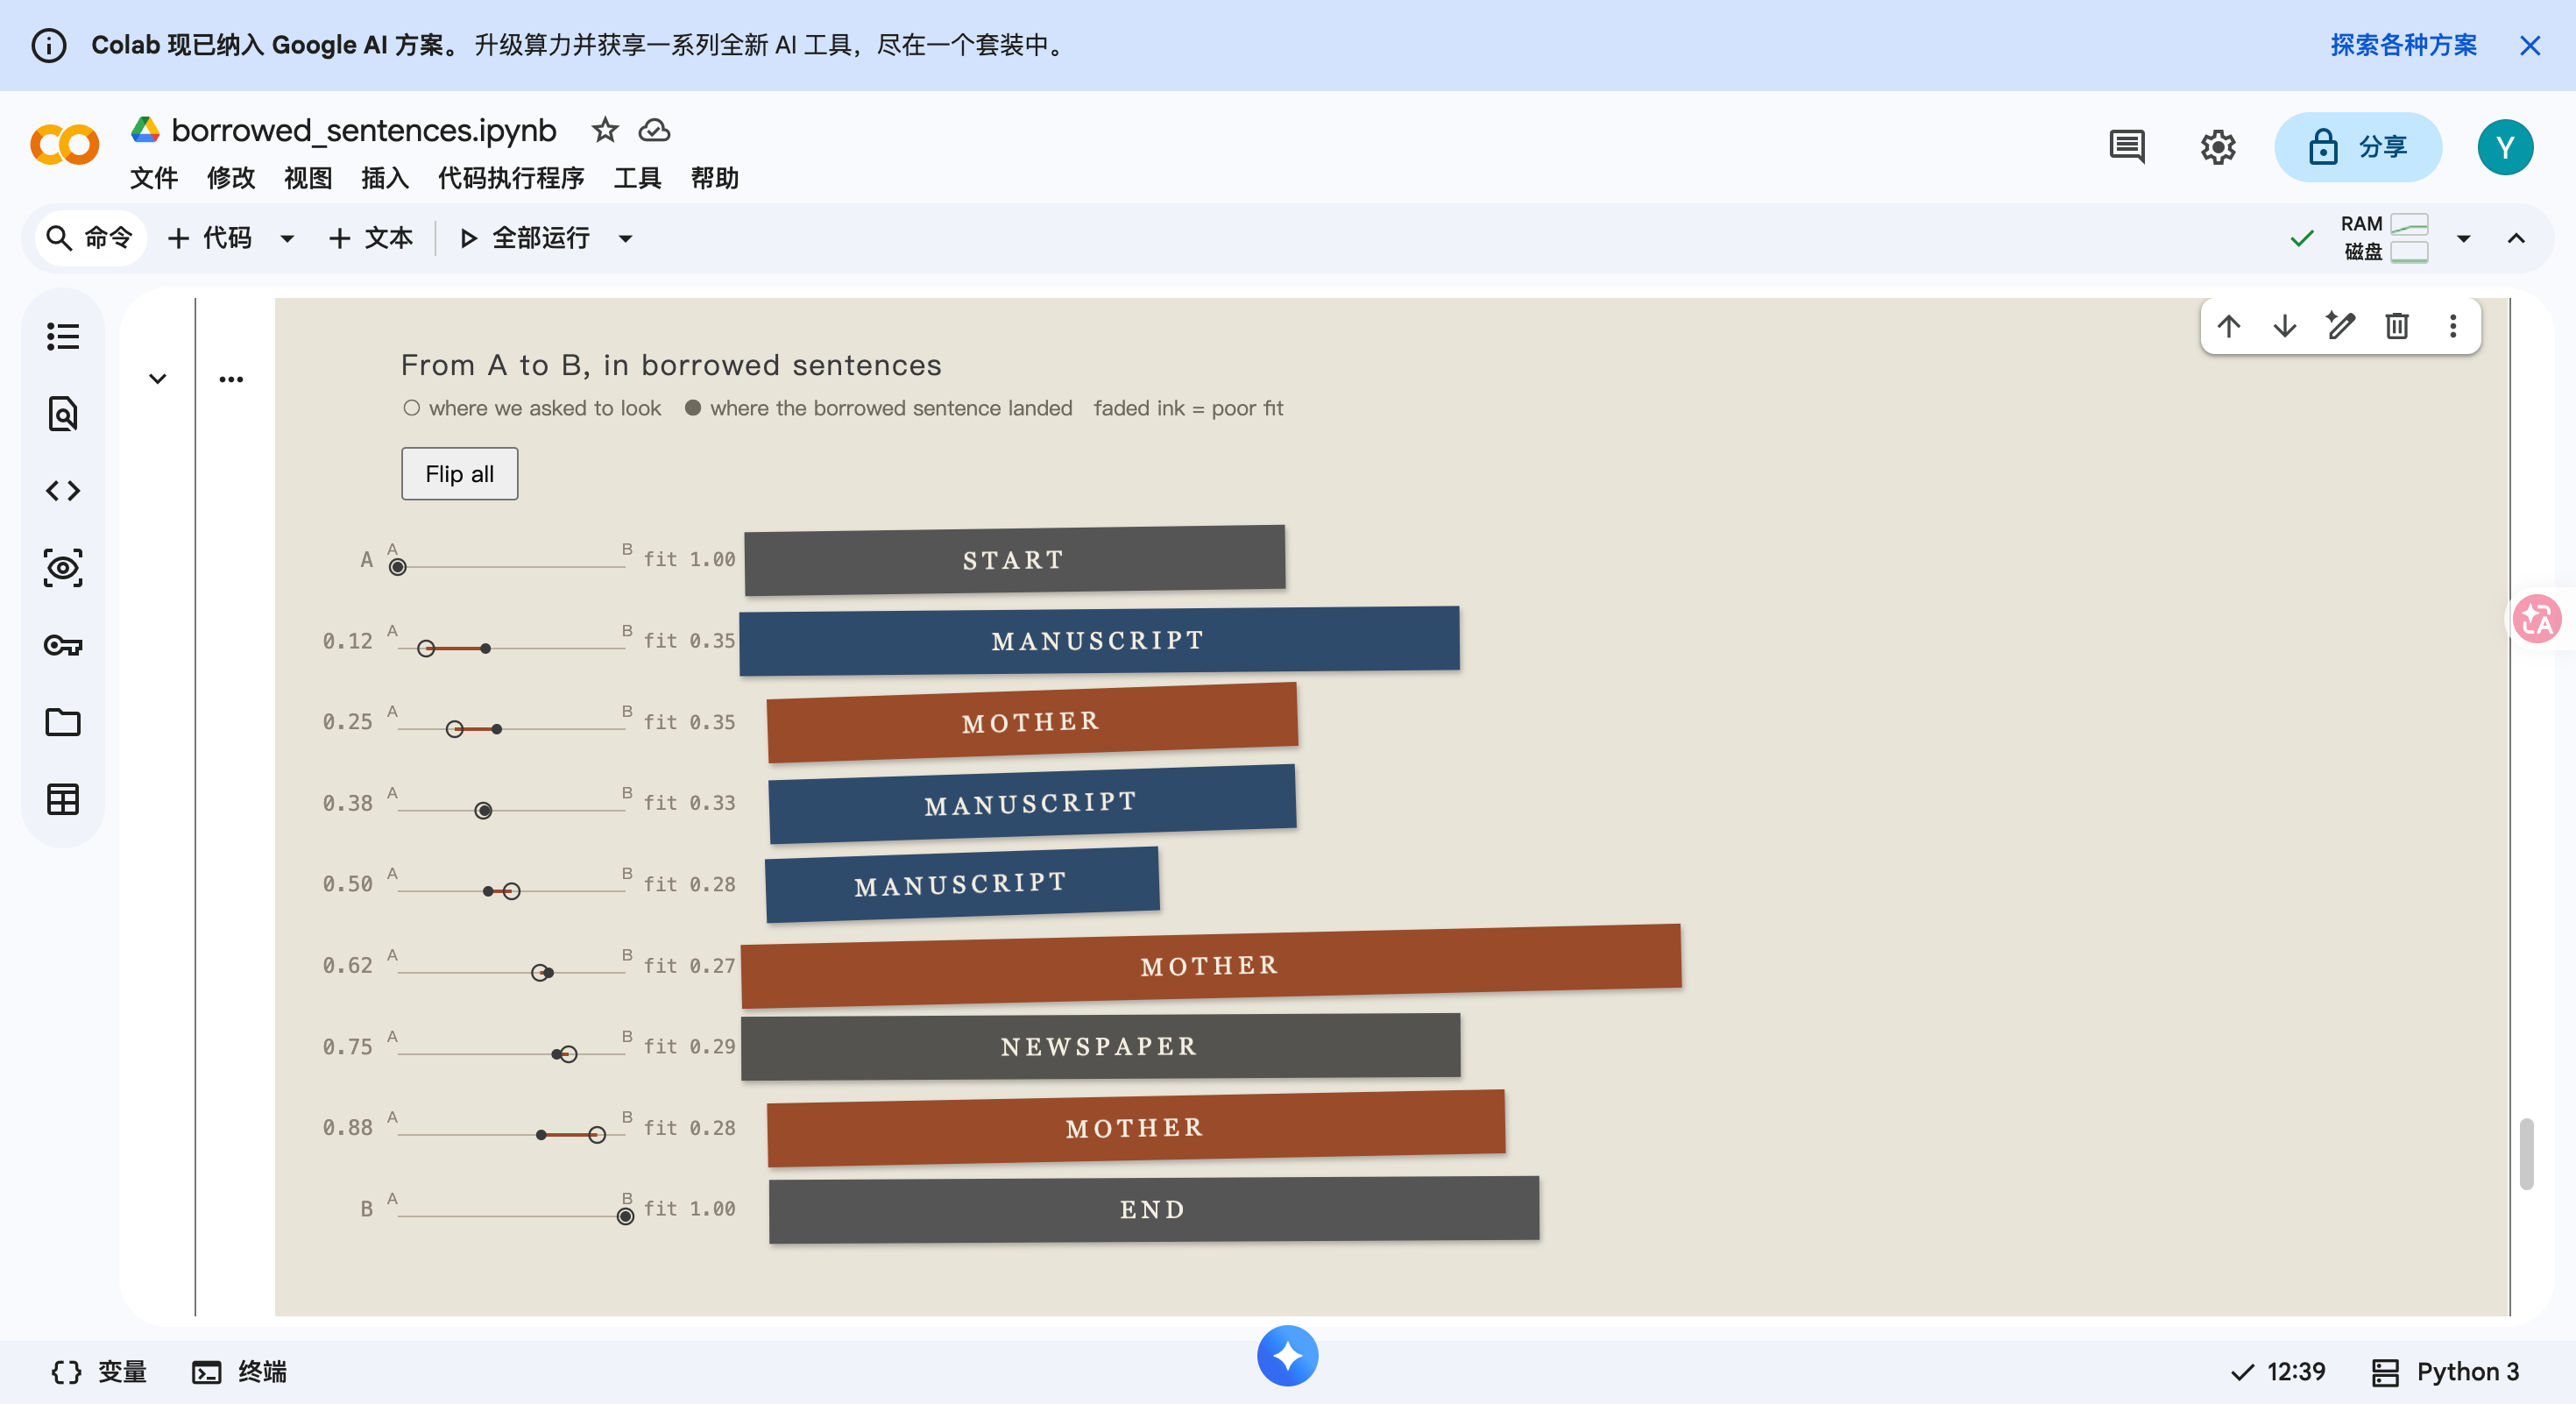 Colab 现已纳入 Google AI 方案。 升级算力并获享一系列全新 AI 工具，尽在一个套装中。 探索各种方案
borrowed_sentences.ipynb
文件 修改 视图 插入 代码执行程序 工具 帮助
分享
Y
命令 + 代码 + 文本 全部运行
RAM
磁盘
From A to B, in borrowed sentences
where we asked to look where the borrowed sentence landed faded ink = poor fit
Flip all
A A B fit 1.00 START
0.12 A B fit 0.35 MANUSCRIPT
0.25 A B fit 0.35 MOTHER
0.38 A B fit 0.33 MANUSCRIPT
0.50 A B fit 0.28 MANUSCRIPT
0.62 A B fit 0.27 MOTHER
0.75 A B fit 0.29 NEWSPAPER
0.88 A B fit 0.28 MOTHER
B A B fit 1.00 END
变量 终端 12:39 Python 3